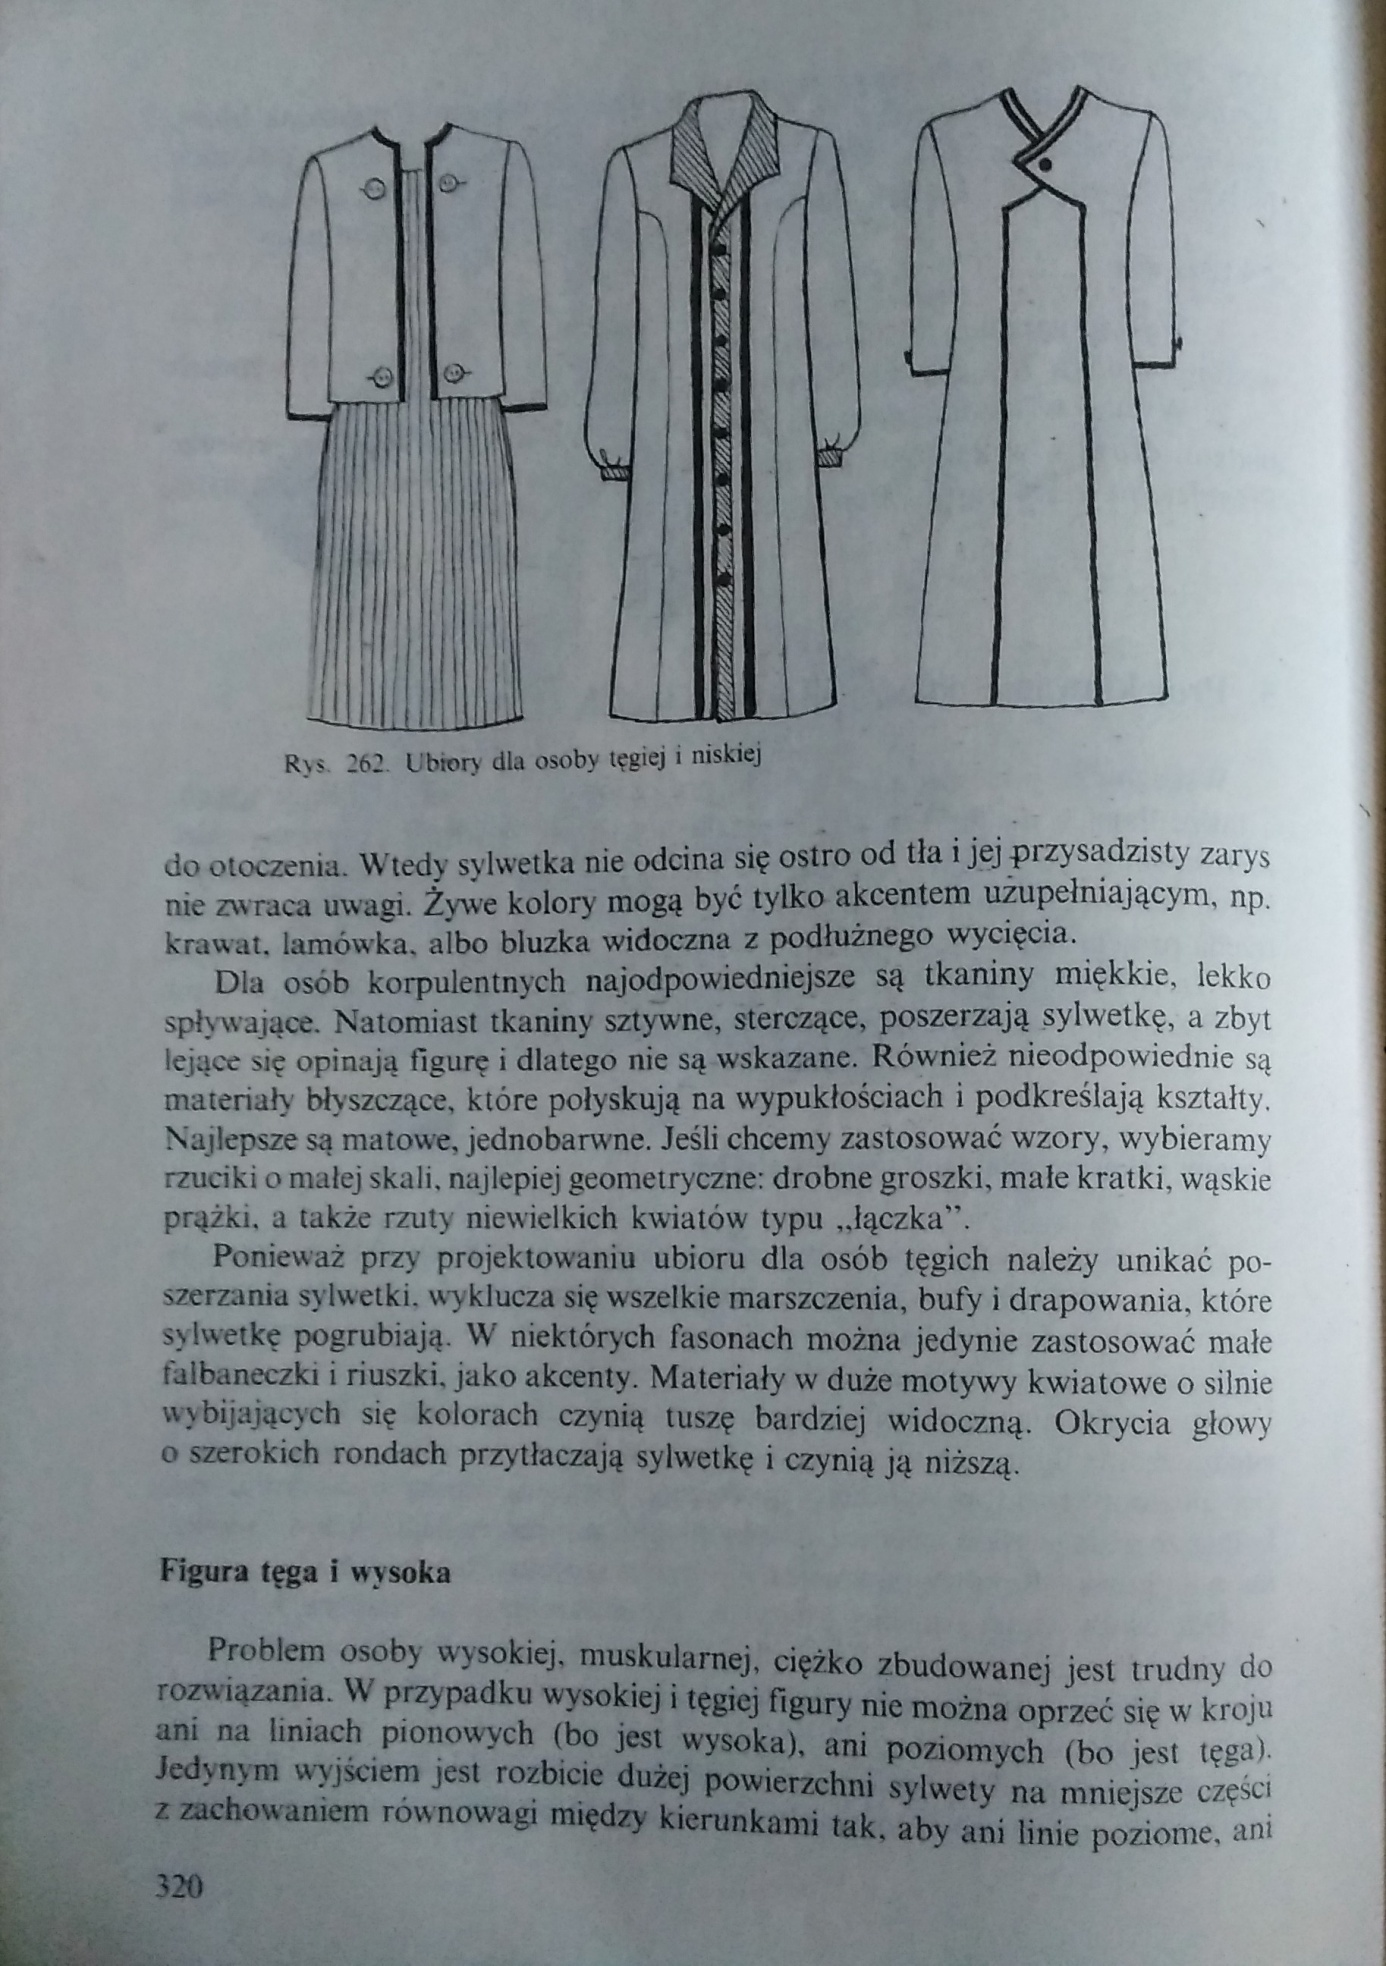 Rys. 262. Ubiory dla osoby tęgiej i niskiej
do otoczenia. Wtedy sylwetka nie odcina się ostro od tła i jej przysadzisty zarys
nie zwraca uwagi. Żywe kolory mogą być tylko akcentem uzupełniającym, np.
krawat, lamówka, albo bluzka widoczna z podłużnego wycięcia.
Dla osób korpulentnych najodpowiedniejsze są tkaniny miękkie, lekko
spływające. Natomiast tkaniny sztywne, sterczące, poszerzają sylwetkę, a zbyt
lejące się opinają figurę i dlatego nie są wskazane. Również nieodpowiednie są
materiały błyszczące, które połyskują na wypukłościach i podkreślają kształty.
Najlepsze są matowe, jednobarwne. Jeśli chcemy zastosować wzory, wybieramy
rzuciki o małej skali, najlepiej geometryczne: drobne groszki, małe kratki, wąskie
prążki, a także rzuty niewielkich kwiatów typu „łączka”.
Ponieważ przy projektowaniu ubioru dla osób tęgich należy unikać po-
szerzania sylwetki, wyklucza się wszelkie marszczenia, bufy i drapowania, które
sylwetkę pogrubiają. W niektórych fasonach można jedynie zastosować małe
falbaneczki i riuszki, jako akcenty. Materiały w duże motywy kwiatowe o silnie
wybijających się kolorach czynią tuszę bardziej widoczną. Okrycia głowy
o szerokich rondach przytłaczają sylwetkę i czynią ją niższą.
Figura tęga i wysoka
Problem osoby wysokiej, muskularnej, ciężko zbudowanej jest trudny do
rozwiązania. W przypadku wysokiej i tęgiej figury nie można oprzeć się w kroju
ani na liniach pionowych (bo jest wysoka), ani poziomych (bo jest tęga).
Jedynym wyjściem jest rozbicie dużej powierzchni sylwety na mniejsze części
z zachowaniem równowagi między kierunkami tak, aby ani linie poziome, ani
320